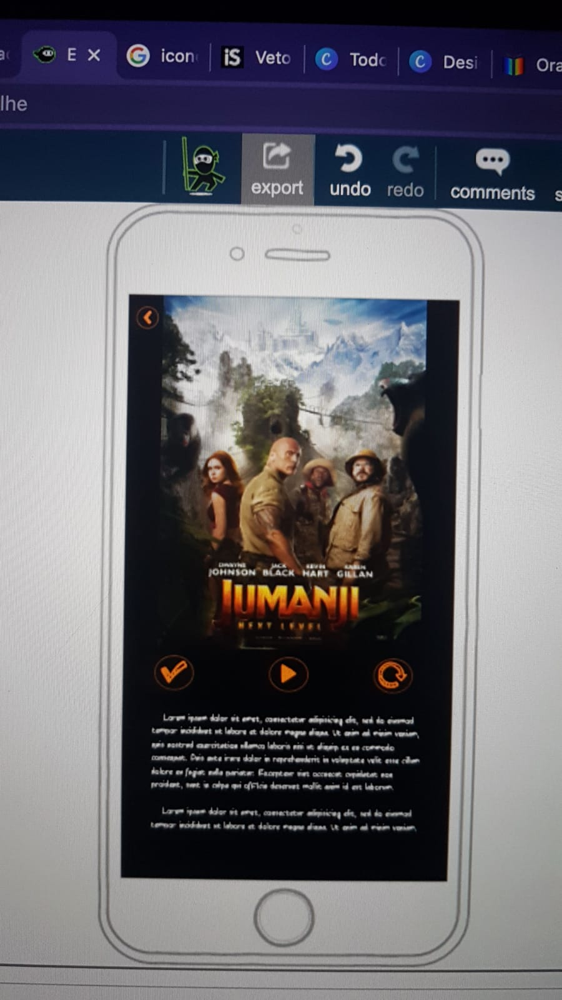 E × icon iS Veto C Todo C Desi Ora
lhe
export undo redo comments s
DWAYNE JACK KEVIN KAREN
JOHNSON BLACK HART GILLAN
JUMANJI
NEXT LEVEL
Lorem ipsum dolor sit amet, consectetur adipisicing elit, sed do eiusmod
tempor incididunt ut labore et dolore magna aliqua. Ut enim ad minim veniam,
quis nostrud exercitation ullamco laboris nisi ut aliquip ex ea commodo
consequat. Duis aute irure dolor in reprehenderit in voluptate velit esse cillum
dolore eu fugiat nulla pariatur. Excepteur sint occaecat cupidatat non
proident, sunt in culpa qui officia deserunt mollit anim id est laborum.
Lorem ipsum dolor sit amet, consectetur adipisicing elit, sed do eiusmod
tempor incididunt ut labore et dolore magna aliqua. Ut enim ad minim veniam,